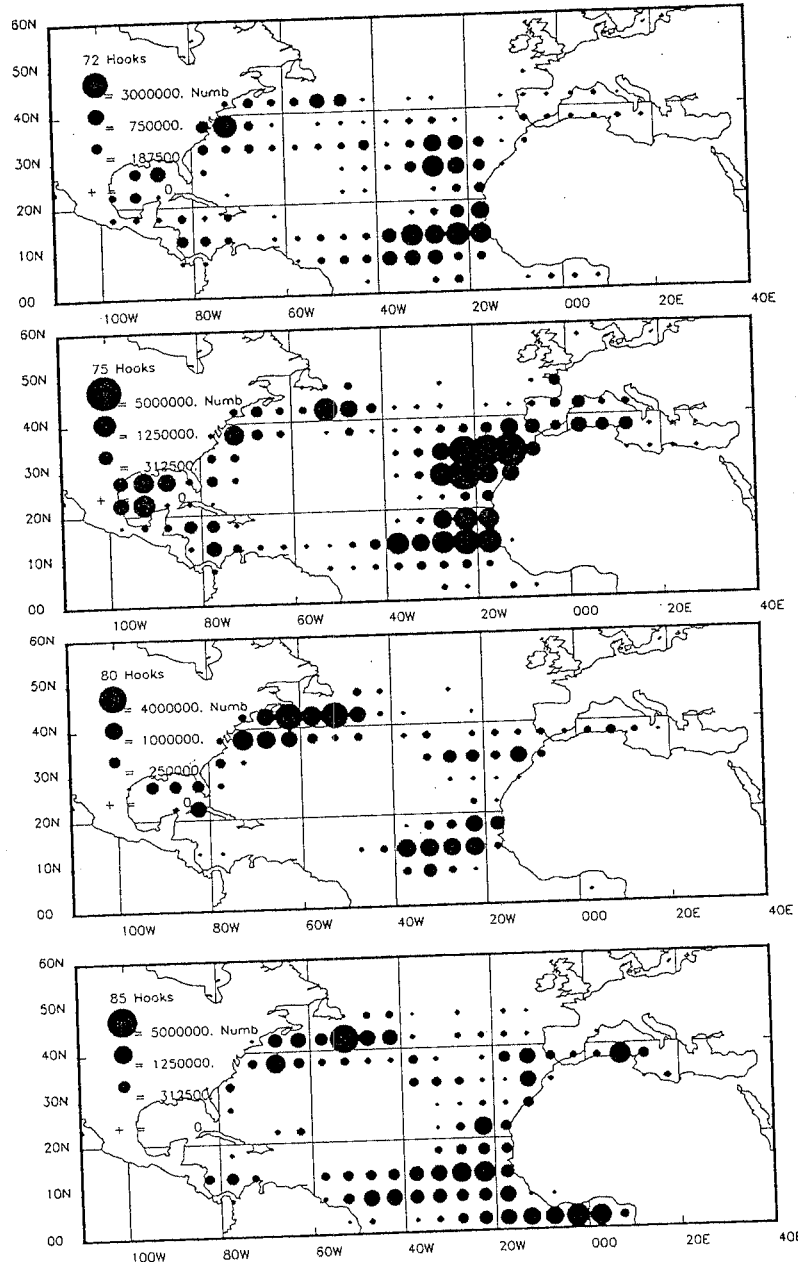 60N
72 Hooks
50N
= 3000000. Numb
40N
= 750000.
= 187500
30N
+ = 0
20N
10N
00
100W 80W 60W 40W 20W 000 20E 40E
60N
75 Hooks
50N
= 5000000. Numb
40N
= 1250000.
= 312500
30N
+ = 0
20N
10N
00
100W 80W 60W 40W 20W 000 20E 40E
60N
80 Hooks
50N
= 4000000. Numb
40N
= 1000000.
= 250000
30N
+ = 0
20N
10N
00
100W 80W 60W 40W 20W 000 20E 40E
60N
85 Hooks
50N
= 5000000. Numb
40N
= 1250000.
= 312500
30N
+ = 0
20N
10N
00
100W 80W 60W 40W 20W 000 20E 40E